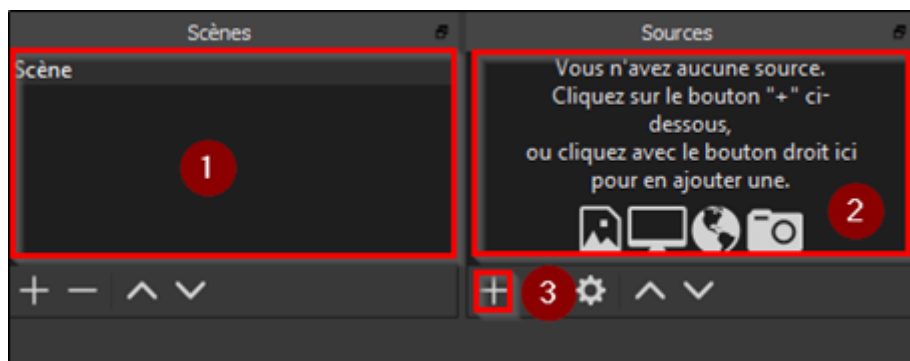 Scènes
Sources
Scène
1
Vous n'avez aucune source.
Cliquez sur le bouton "+" ci-
dessous,
ou cliquez avec le bouton droit ici
pour en ajouter une.
2
3